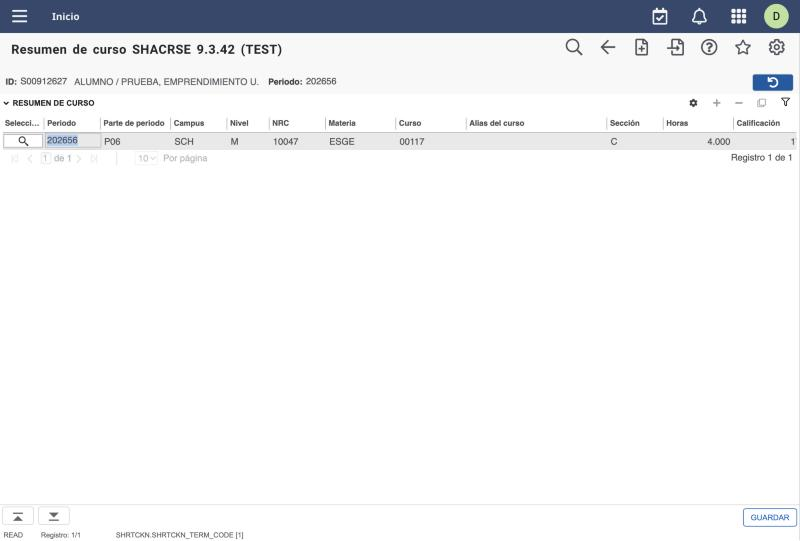 Inicio
D
Resumen de curso SHACRSE 9.3.42 (TEST)
ID: S00912627 ALUMNO / PRUEBA, EMPRENDIMIENTO U. Periodo: 202656
RESUMEN DE CURSO
Selecci... Periodo Parte de periodo Campus Nivel NRC Materia Curso Alias del curso Sección Horas Calificación
202656 P06 SCH M 10047 ESGE 00117 C 4.000 1
1 de 1 10 Por página Registro 1 de 1
GUARDAR
READ Registro: 1/1 SHRTCKN.SHRTCKN_TERM_CODE [1]